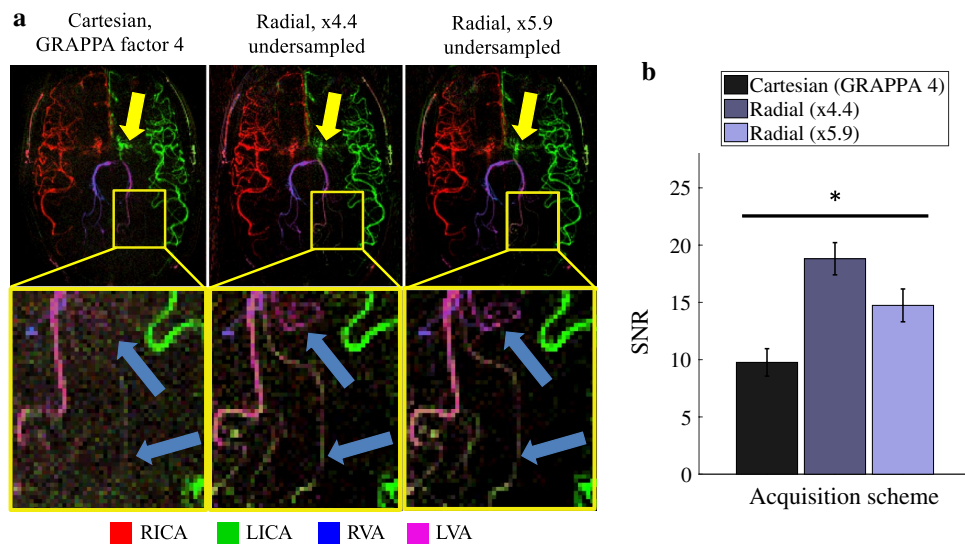 a
Cartesian,
GRAPPA factor 4
Radial, x4.4
undersampled
Radial, x5.9
undersampled
RICA
LICA
RVA
LVA
b
Cartesian (GRAPPA 4)
Radial (x4.4)
Radial (x5.9)
*
25
20
15
10
5
0
SNR
Acquisition scheme